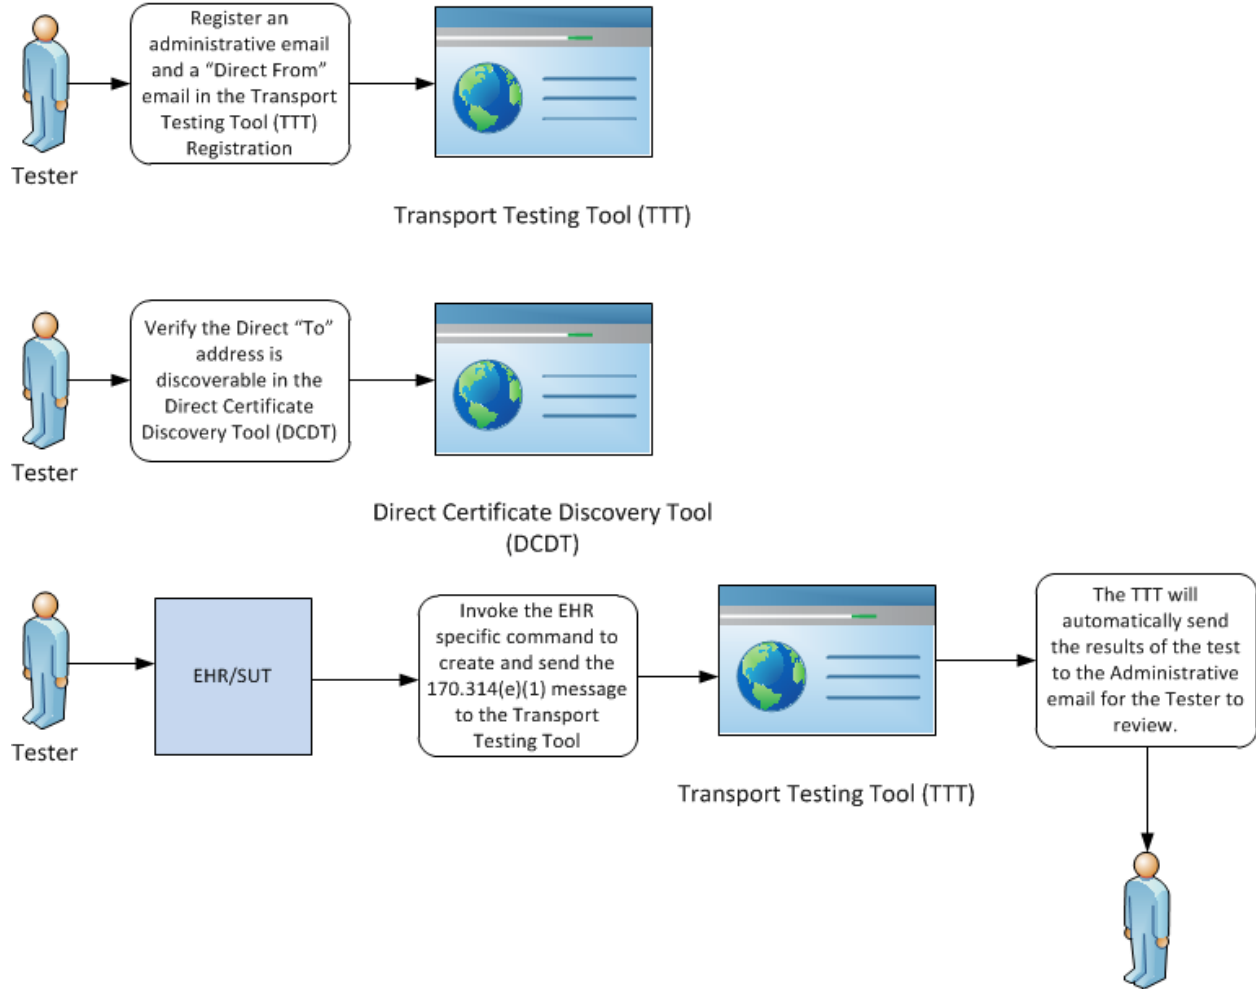 Register an
administrative email
and a “Direct From”
email in the Transport
Testing Tool (TTT)
Registration
Tester
Transport Testing Tool (TTT)
Verify the Direct “To”
address is
discoverable in the
Direct Certificate
Discovery Tool (DCDT)
Tester
Direct Certificate Discovery Tool
(DCDT)
EHR/SUT
Tester
Invoke the EHR
specific command to
create and send the
170.314(e)(1) message
to the Transport
Testing Tool
Transport Testing Tool (TTT)
The TTT will
automatically send
the results of the test
to the Administrative
email for the Tester to
review.